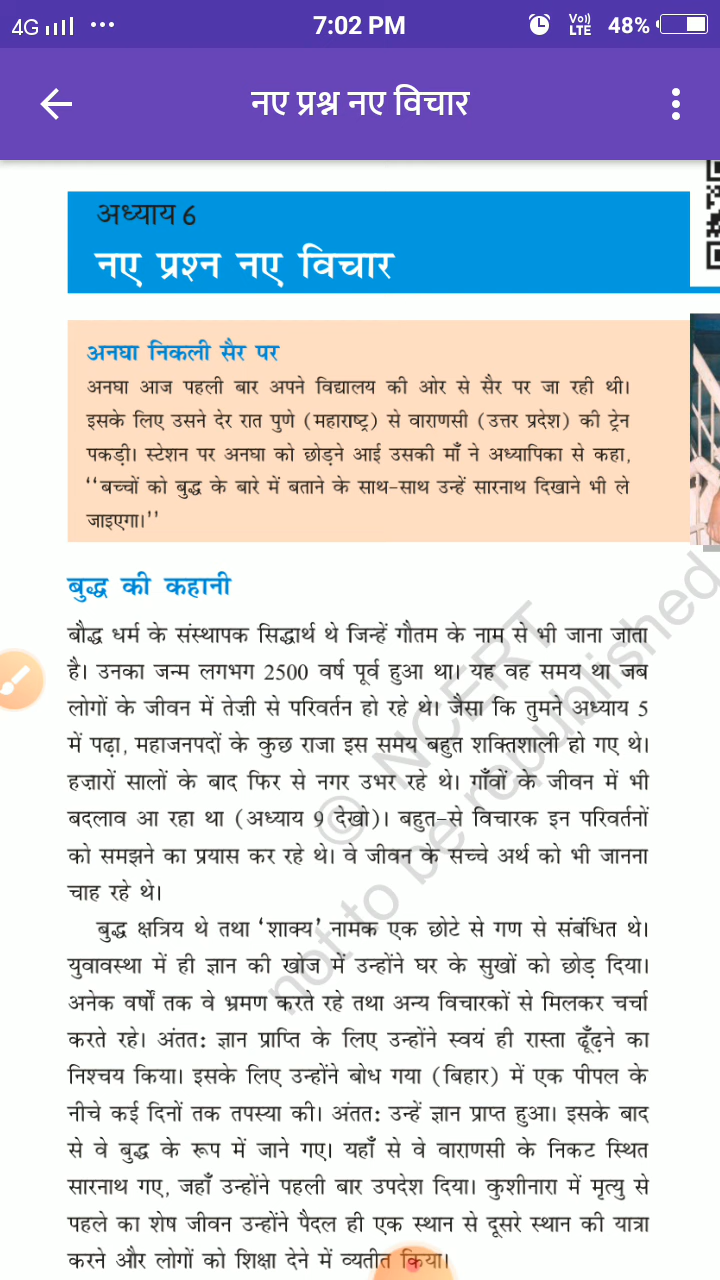 4G ... 7:02 PM Vo)) LTE 48%
नए प्रश्न नए विचार
अध्याय 6
नए प्रश्न नए विचार
अनघा निकली सैर पर
अनघा आज पहली बार अपने विद्यालय की ओर से सैर पर जा रही थी।
इसके लिए उसने देर रात पुणे (महाराष्ट्र) से वाराणसी (उत्तर प्रदेश) की ट्रेन
पकड़ी। स्टेशन पर अनघा को छोड़ने आई उसकी माँ ने अध्यापिका से कहा,
‘‘बच्चों को बुद्ध के बारे में बताने के साथ-साथ उन्हें सारनाथ दिखाने भी ले
जाइएगा।’’
बुद्ध की कहानी
बौद्ध धर्म के संस्थापक सिद्धार्थ थे जिन्हें गौतम के नाम से भी जाना जाता
है। उनका जन्म लगभग 2500 वर्ष पूर्व हुआ था। यह वह समय था जब
लोगों के जीवन में तेज़ी से परिवर्तन हो रहे थे। जैसा कि तुमने अध्याय 5
में पढ़ा, महाजनपदों के कुछ राजा इस समय बहुत शक्तिशाली हो गए थे।
हज़ारों सालों के बाद फिर से नगर उभर रहे थे। गाँवों के जीवन में भी
बदलाव आ रहा था (अध्याय 9 देखो)। बहुत-से विचारक इन परिवर्तनों
को समझने का प्रयास कर रहे थे। वे जीवन के सच्चे अर्थ को भी जानना
चाह रहे थे।
बुद्ध क्षत्रिय थे तथा ‘शाक्य’ नामक एक छोटे से गण से संबंधित थे।
युवावस्था में ही ज्ञान की खोज में उन्होंने घर के सुखों को छोड़ दिया।
अनेक वर्षों तक वे भ्रमण करते रहे तथा अन्य विचारकों से मिलकर चर्चा
करते रहे। अंततः ज्ञान प्राप्ति के लिए उन्होंने स्वयं ही रास्ता ढूँढ़ने का
निश्चय किया। इसके लिए उन्होंने बोध गया (बिहार) में एक पीपल के
नीचे कई दिनों तक तपस्या की। अंततः उन्हें ज्ञान प्राप्त हुआ। इसके बाद
से वे बुद्ध के रूप में जाने गए। यहाँ से वे वाराणसी के निकट स्थित
सारनाथ गए, जहाँ उन्होंने पहली बार उपदेश दिया। कुशीनारा में मृत्यु से
पहले का शेष जीवन उन्होंने पैदल ही एक स्थान से दूसरे स्थान की यात्रा
करने और लोगों को शिक्षा देने में व्यतीत किया।
© NCERT
not to be republished